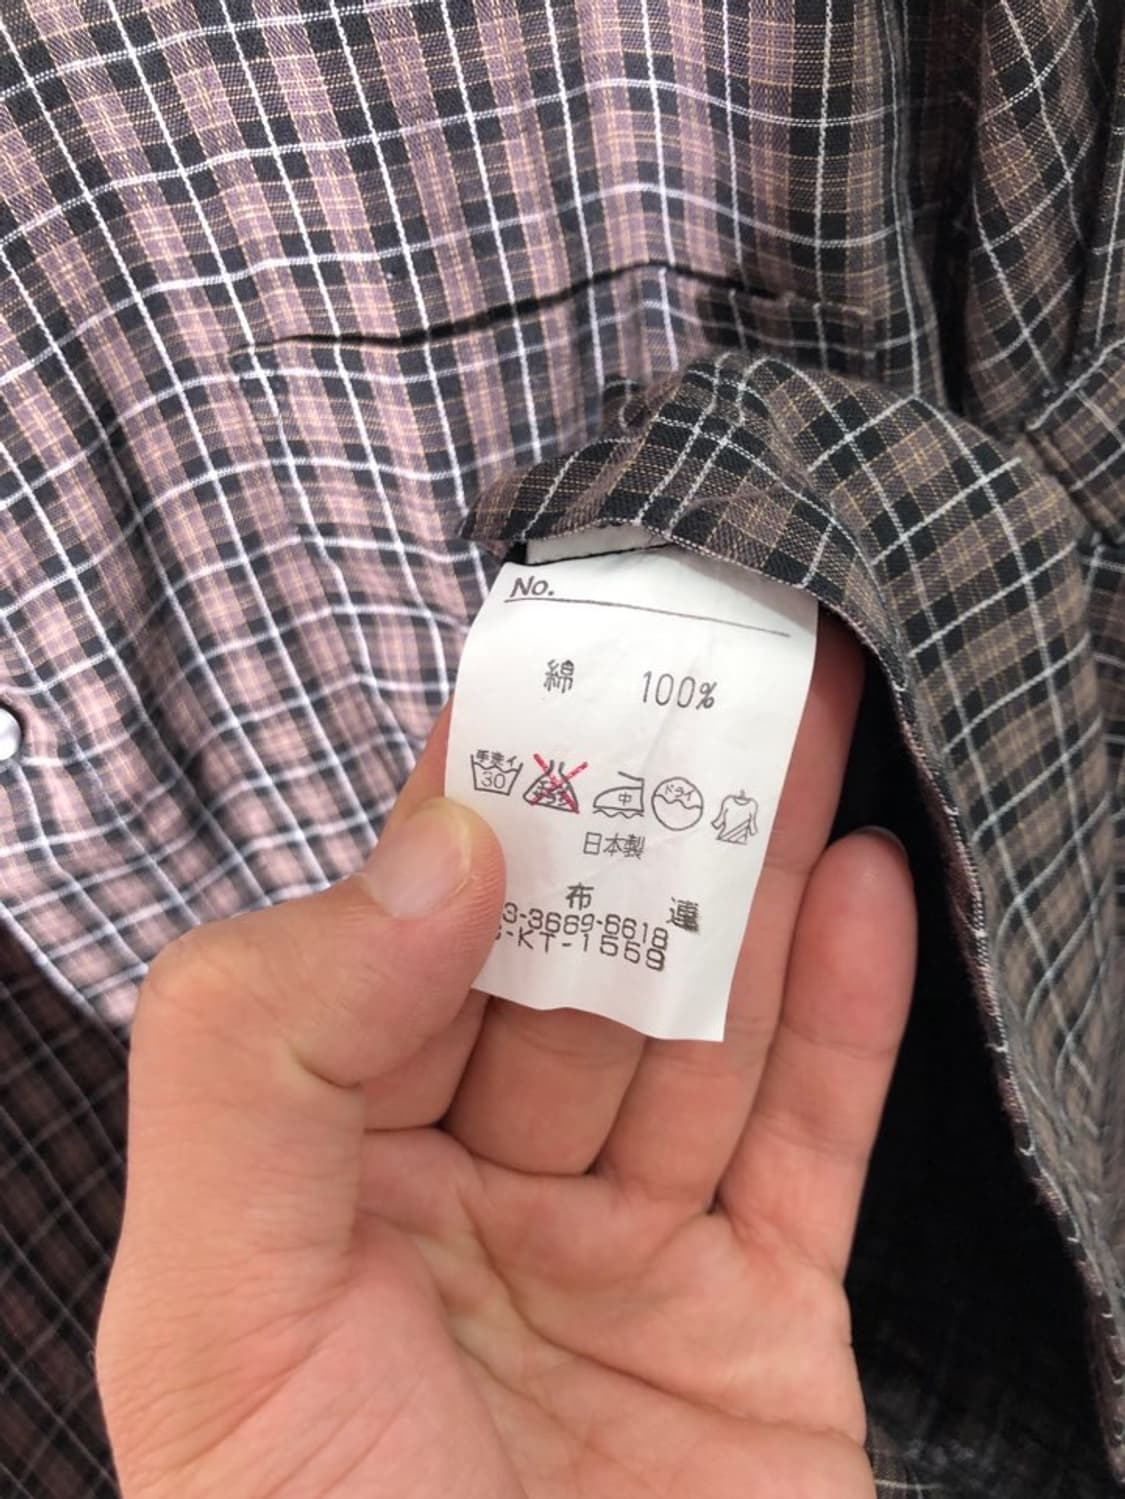 No.
綿 100%
手洗イ
30
中
ドライ
日本製
布 連
3-3669-6618
-KT-1559